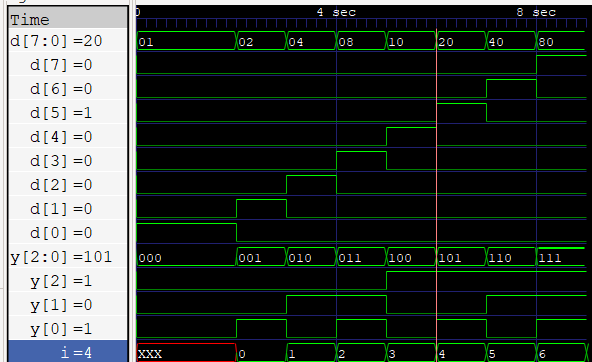 Time 0 4 sec 8 sec
d[7:0]=20 01 02 04 08 10 20 40 80
d[7]=0
d[6]=0
d[5]=1
d[4]=0
d[3]=0
d[2]=0
d[1]=0
d[0]=0
y[2:0]=101 000 001 010 011 100 101 110 111
y[2]=1
y[1]=0
y[0]=1
i=4 xxx 0 1 2 3 4 5 6